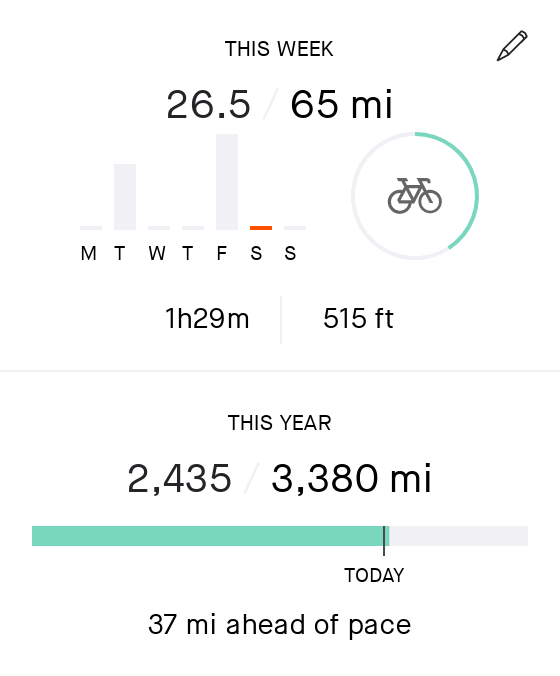 THIS WEEK
26.5 / 65 mi
M T W T F S S
1h29m 515 ft
THIS YEAR
2,435 / 3,380 mi
TODAY
37 mi ahead of pace